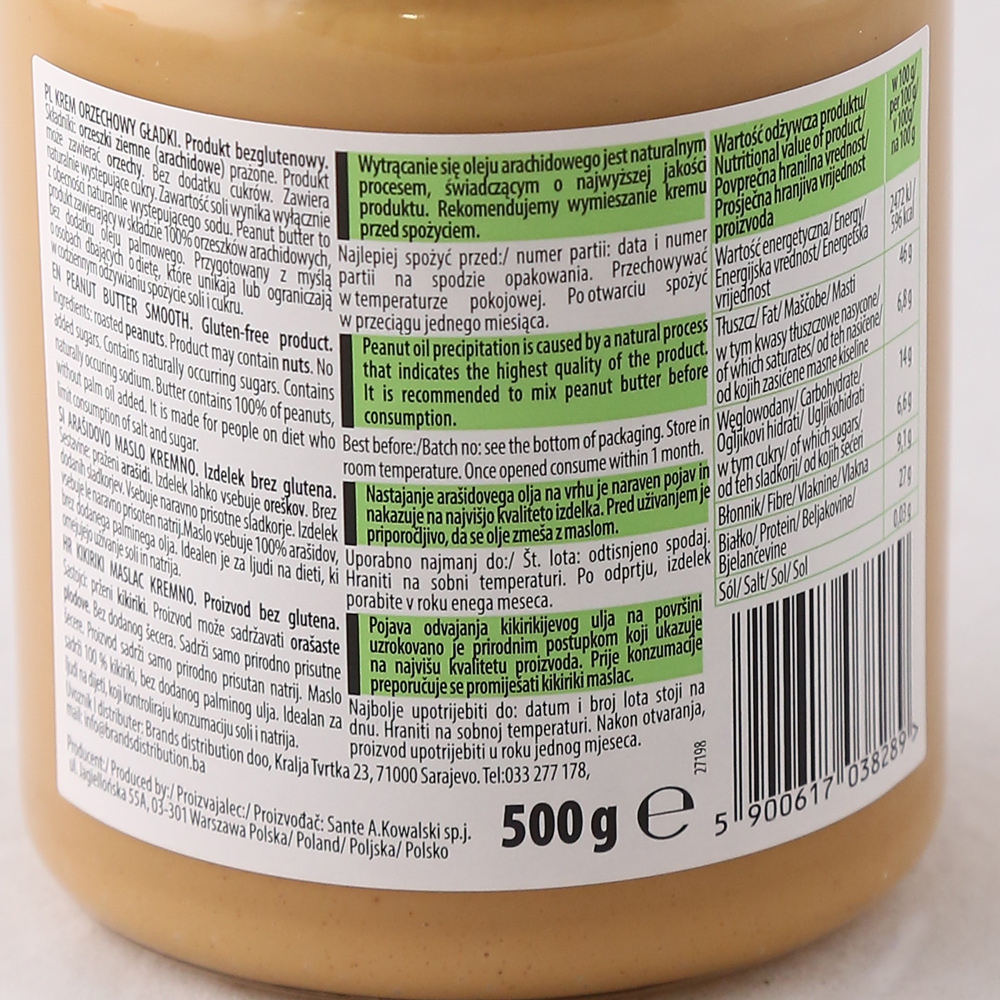 PL KREM ORZECHOWY GŁADKI. Produkt bezglutenowy.
Składniki: orzeszki ziemne (arachidowe) prażone. Produkt
może zawierać orzechy. Bez dodatku cukrów. Zawiera
naturalnie występujące cukry. Zawartość soli wynika wyłącznie
z obecności naturalnie występującego sodu. Peanut butter to
produkt zawierający w składzie 100% orzeszków arachidowych,
bez dodatku oleju palmowego. Przygotowany z myślą
o osobach dbających o dietę, które unikają lub ograniczają
w codziennym odżywianiu spożycie soli i cukru.
EN PEANUT BUTTER SMOOTH. Gluten-free product.
Ingredients: roasted peanuts. Product may contain nuts. No
added sugars. Contains naturally occurring sugars. Contains
naturally occuring sodium. Butter contains 100% of peanuts,
without palm oil added. It is made for people on diet who
limit consumption of salt and sugar.
SI ARAŠIDOVO MASLO KREMNO. Izdelek brez glutena.
Sestavine: praženi arašidi. Izdelek lahko vsebuje oreškov. Brez
dodanih sladkorjev. Vsebuje naravno prisotne sladkorje. Izdelek
vsebuje naravno prisoten natrij. Maslo vsebuje 100% arašidov,
brez dodanega palminega olja. Idealen je za ljudi na dieti, ki
omejujejo uživanje soli in natrija.
HR KIKIRIKI MASLAC KREMNO. Proizvod bez glutena.
Sastojci: prženi kikiriki. Proizvod može sadržavati orašaste
plodove. Bez dodanog šećera. Sadrži samo prirodno prisutne
šećere. Proizvod sadrži samo prirodno prisutan natrij. Maslo
sadrži 100 % kikiriki, bez dodanog palminog ulja. Idealan za
ljudi na dijeti, koji kontroliraju konzumaciju soli i natrija.
Uvoznik i distributer: Brands distribution doo, Kralja Tvrtka 23, 71000 Sarajevo. Tel:033 277 178,
mail: info@brandsdistribution.ba
Producent:/ Produced by:/ Proizvajalec:/ Proizvođač: Sante A.Kowalski sp.j.
ul. Jagiellońska 55A, 03-301 Warszawa Polska/ Poland/ Poljska/ Polsko
Wytrącanie się oleju arachidowego jest naturalnym
procesem, świadczącym o najwyższej jakości
produktu. Rekomendujemy wymieszanie kremu
przed spożyciem.
Najlepiej spożyć przed:/ numer partii: data i numer
partii na spodzie opakowania. Przechowywać
w temperaturze pokojowej. Po otwarciu spożyć
w przeciągu jednego miesiąca.
Peanut oil precipitation is caused by a natural process
that indicates the highest quality of the product.
It is recommended to mix peanut butter before
consumption.
Best before:/Batch no: see the bottom of packaging. Store in
room temperature. Once opened consume within 1 month.
Nastajanje arašidovega olja na vrhu je naraven pojav in
nakazuje na najvišjo kvaliteto izdelka. Pred uživanjem je
priporočljivo, da se olje zmeša z maslom.
Uporabno najmanj do:/ Št. lota: odtisnjeno spodaj.
Hraniti na sobni temperaturi. Po odprtju, izdelek
porabite v roku enega meseca.
Pojava odvajanja kikirikijevog ulja na površini
uzrokovano je prirodnim postupkom koji ukazuje
na najvišu kvalitetu proizvoda. Prije konzumacije
preporučuje se promiješati kikiriki maslac.
Najbolje upotrijebiti do: datum i broj lota stoji na
dnu. Hraniti na sobnoj temperaturi. Nakon otvaranja,
proizvod upotrijebiti u roku jednog mjeseca.
27198
500 g e
Wartość odżywcza produktu/
Nutritional value of product/
Povprečna hranilna vrednost/
Prosječna hranjiva vrijednost
proizvoda
w 100 g/
per 100 g/
v 100g/
na 100 g
Wartość energetyczna/ Energy/
Energijska vrednost/ Energetska
vrijednost
2472 kJ/
596 kcal
Tłuszcz/ Fat/ Maščobe/ Masti
46 g
w tym kwasy tłuszczowe nasycone/
of which saturates/ od teh nasičene/
od kojih zasićene masne kiseline
6,8 g
Węglowodany/ Carbohydrate/
Ogljikovi hidrati/ Ugljikohidrati
14 g
w tym cukry/ of which sugars/
od teh sladkorji/ od kojih šećeri
6,6 g
Błonnik/ Fibre/ Vlaknine/ Vlakna
9,1 g
Białko/ Protein/ Beljakovine/
Bjelančevine
27 g
Sól/ Salt/ Sol/ Sol
0,03 g
5 900617 038289 >